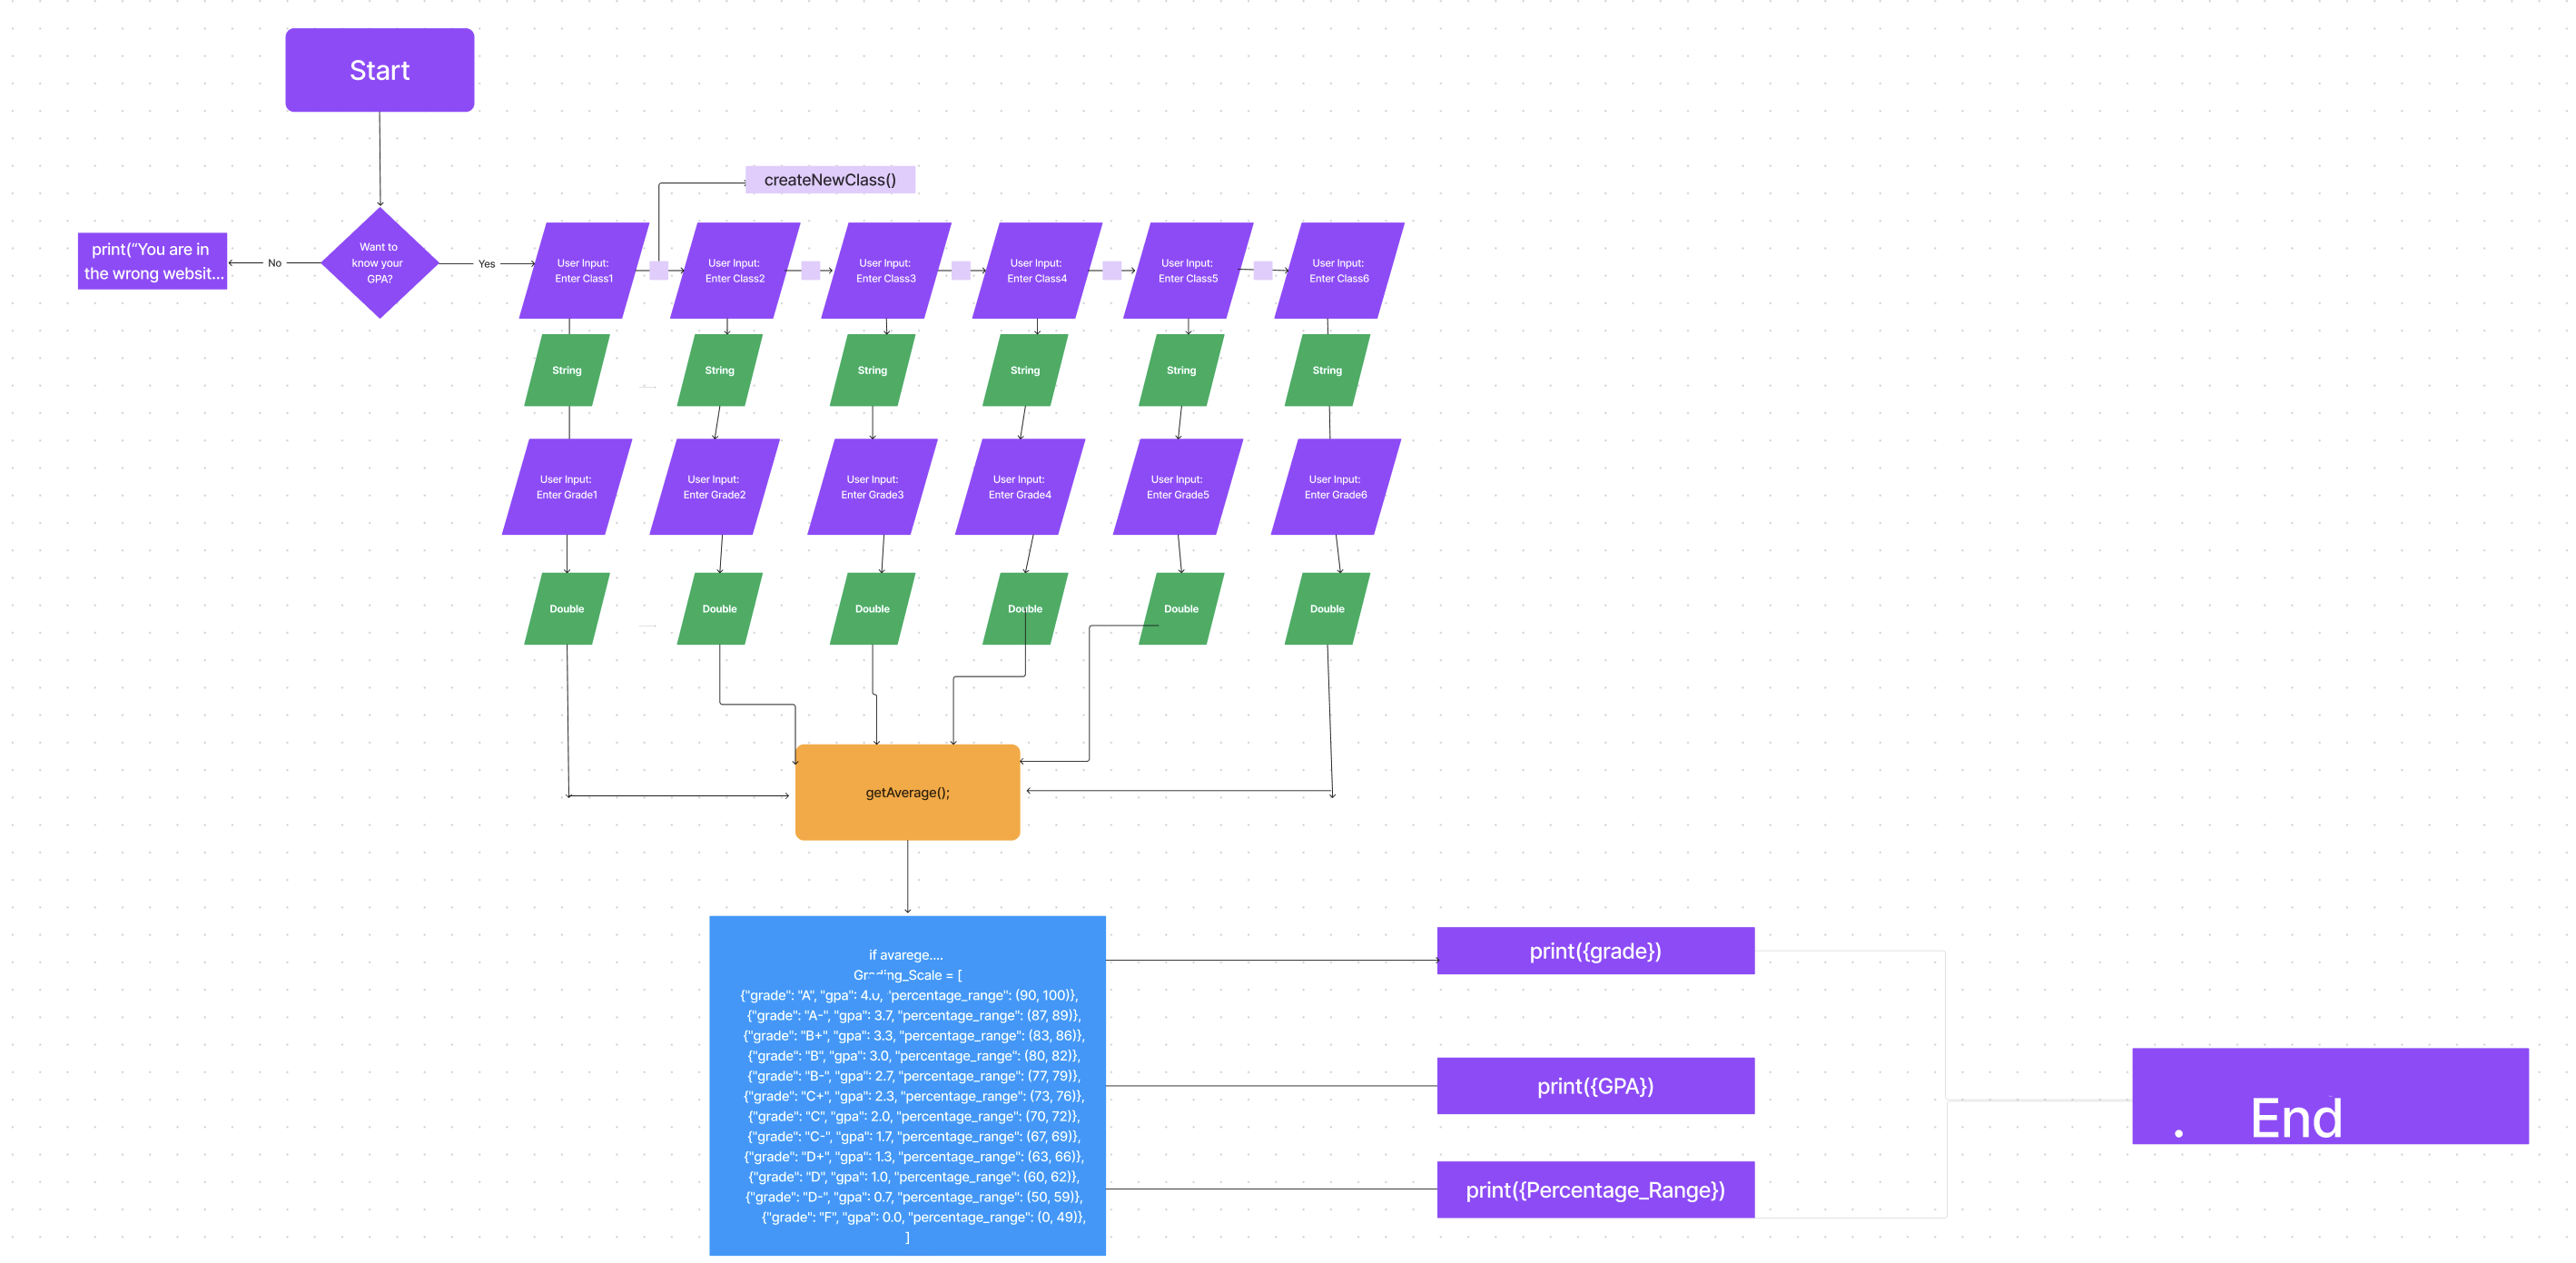 Start
createNewClass()
print(“You are in
the wrong websit...
No
Want to
know your
GPA?
Yes
User Input:
Enter Class1
User Input:
Enter Class2
User Input:
Enter Class3
User Input:
Enter Class4
User Input:
Enter Class5
User Input:
Enter Class6
String
String
String
String
String
String
User Input:
Enter Grade1
User Input:
Enter Grade2
User Input:
Enter Grade3
User Input:
Enter Grade4
User Input:
Enter Grade5
User Input:
Enter Grade6
Double
Double
Double
Double
Double
Double
getAverage();
if avarege....
Grading_Scale = [
{"grade": "A", "gpa": 4.0, "percentage_range": (90, 100)},
{"grade": "A-", "gpa": 3.7, "percentage_range": (87, 89)},
{"grade": "B+", "gpa": 3.3, "percentage_range": (83, 86)},
{"grade": "B", "gpa": 3.0, "percentage_range": (80, 82)},
{"grade": "B-", "gpa": 2.7, "percentage_range": (77, 79)},
{"grade": "C+", "gpa": 2.3, "percentage_range": (73, 76)},
{"grade": "C", "gpa": 2.0, "percentage_range": (70, 72)},
{"grade": "C-", "gpa": 1.7, "percentage_range": (67, 69)},
{"grade": "D+", "gpa": 1.3, "percentage_range": (63, 66)},
{"grade": "D", "gpa": 1.0, "percentage_range": (60, 62)},
{"grade": "D-", "gpa": 0.7, "percentage_range": (50, 59)},
{"grade": "F", "gpa": 0.0, "percentage_range": (0, 49)},
]
print({grade})
print({GPA})
print({Percentage_Range})
. End